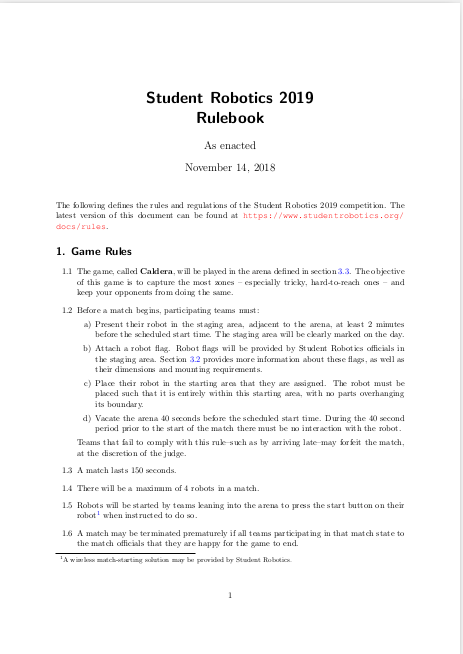 Student Robotics 2019
Rulebook
As enacted
November 14, 2018
The following defines the rules and regulations of the Student Robotics 2019 competition. The
latest version of this document can be found at https://www.studentrobotics.org/
docs/rules.
1. Game Rules
1.1 The game, called Caldera, will be played in the arena defined in section 3.3. The objective
of this game is to capture the most zones – especially tricky, hard-to-reach ones – and
keep your opponents from doing the same.
1.2 Before a match begins, participating teams must:
a) Present their robot in the staging area, adjacent to the arena, at least 2 minutes
before the scheduled start time. The staging area will be clearly marked on the day.
b) Attach a robot flag. Robot flags will be provided by Student Robotics officials in
the staging area. Section 3.2 provides more information about these flags, as well as
their dimensions and mounting requirements.
c) Place their robot in the starting area that they are assigned. The robot must be
placed such that it is entirely within this starting area, with no parts overhanging
its boundary.
d) Vacate the arena 40 seconds before the scheduled start time. During the 40 second
period prior to the start of the match there must be no interaction with the robot.
Teams that fail to comply with this rule–such as by arriving late–may forfeit the match,
at the discretion of the judge.
1.3 A match lasts 150 seconds.
1.4 There will be a maximum of 4 robots in a match.
1.5 Robots will be started by teams leaning into the arena to press the start button on their
robot¹ when instructed to do so.
1.6 A match may be terminated prematurely if all teams participating in that match state to
the match officials that they are happy for the game to end.
¹A wireless match-starting solution may be provided by Student Robotics.
1